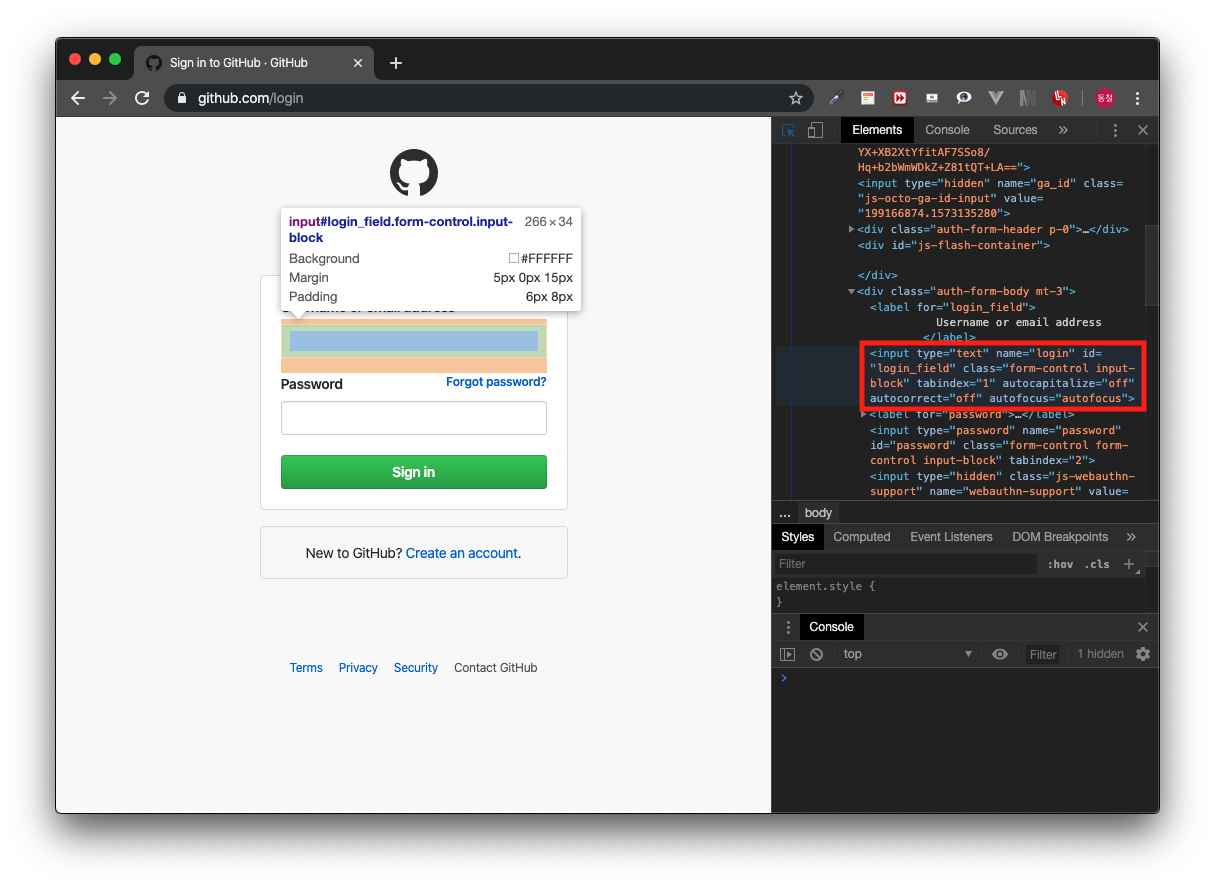 Sign in to GitHub · GitHub
github.com/login
동철
Elements Console Sources »
input#login_field.form-control.input-block 266 × 34
Background #FFFFFF
Margin 5px 0px 15px
Padding 6px 8px
Password Forgot password?
Sign in
New to GitHub? Create an account.
Terms Privacy Security Contact GitHub
YX+XB2XtYfitAF7SSo8/
Hq+b2bWmWDkZ+Z81tQT+LA==">
<input type="hidden" name="ga_id" class=
"js-octo-ga-id-input" value=
"199166874.1573135280">
<div class="auth-form-header p-0">…</div>
<div id="js-flash-container">
</div>
<div class="auth-form-body mt-3">
<label for="login_field">
Username or email address
</label>
<input type="text" name="login" id=
"login_field" class="form-control input-
block" tabindex="1" autocapitalize="off"
autocorrect="off" autofocus="autofocus">
<label for="password">…</label>
<input type="password" name="password"
id="password" class="form-control form-
control input-block" tabindex="2">
<input type="hidden" class="js-webauthn-
support" name="webauthn-support" value=
... body
Styles Computed Event Listeners DOM Breakpoints »
Filter :hov .cls +
element.style {
}
Console
top Filter 1 hidden
>